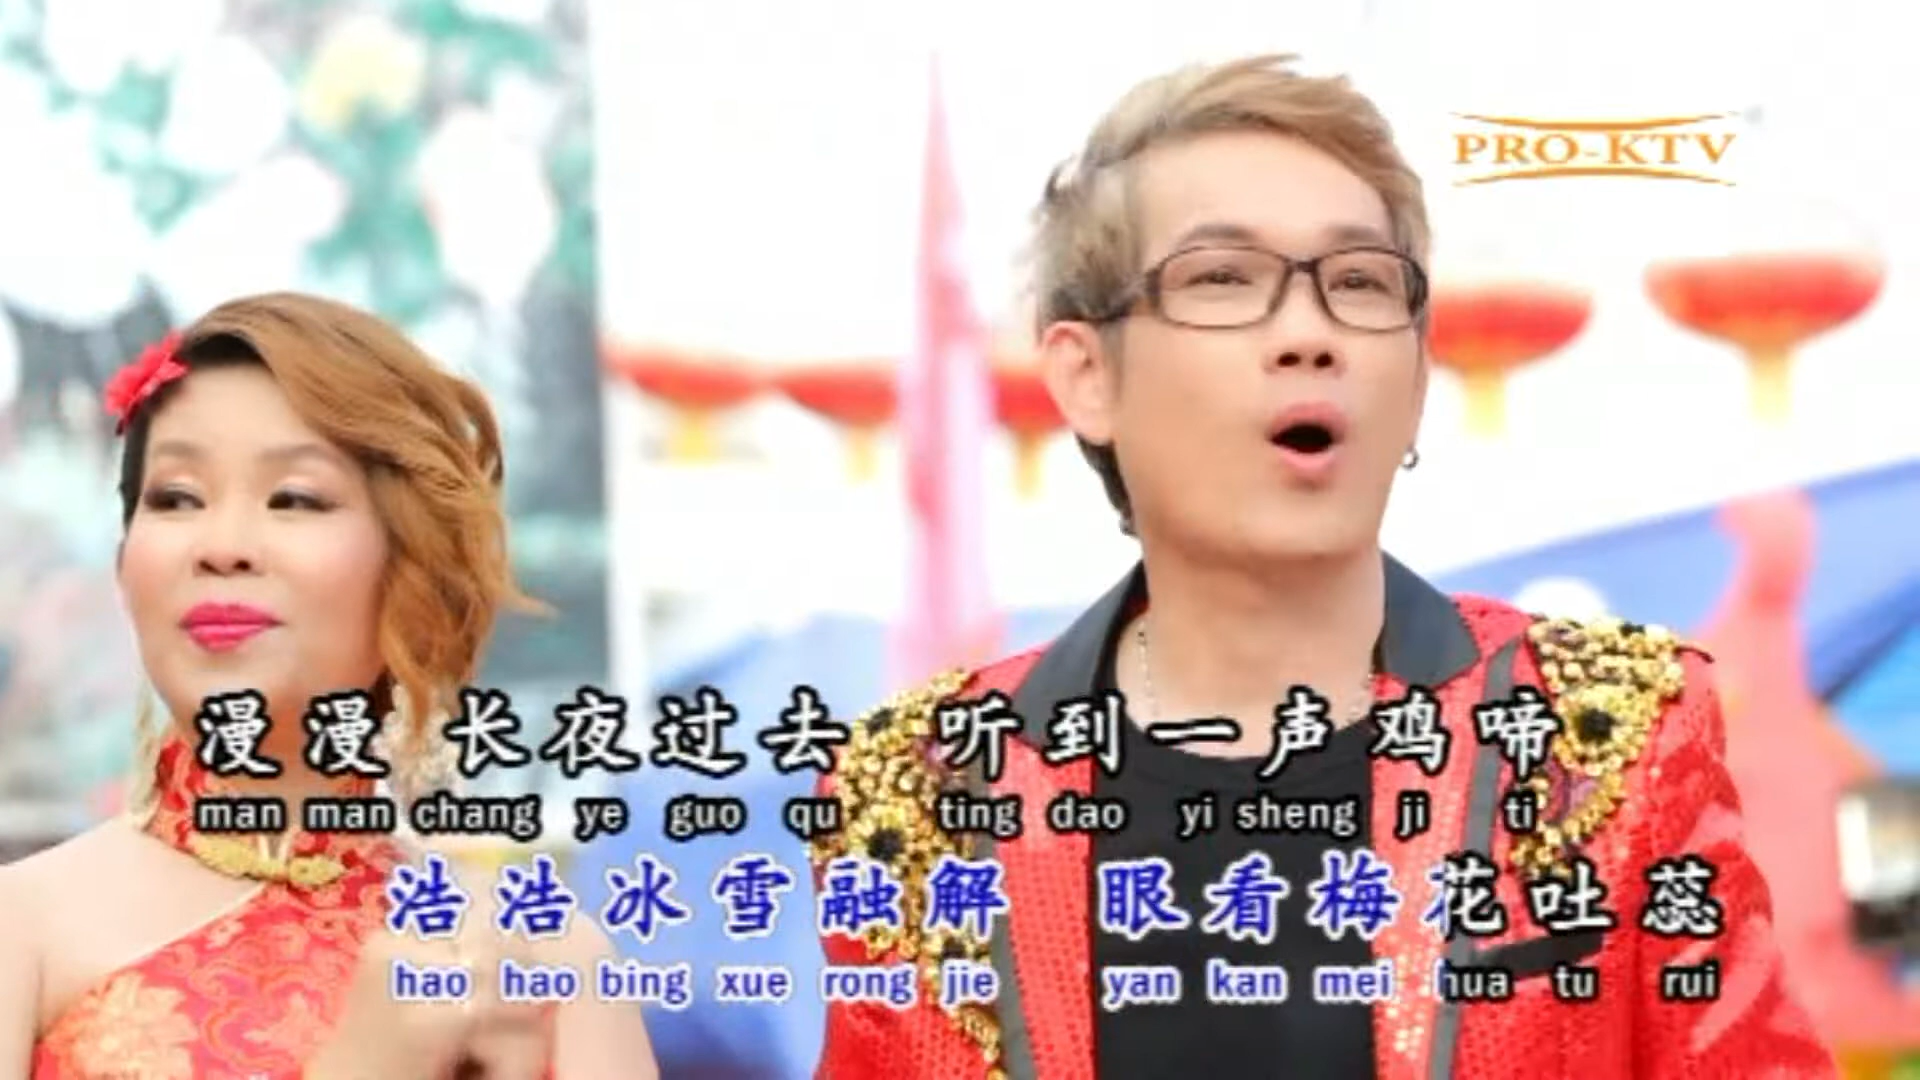 PRO-KTV
漫漫 长夜过去 听到一声鸡啼
man man chang ye guo qu ting dao yi sheng ji ti
浩浩冰雪融解 眼看梅花吐蕊
hao hao bing xue rong jie yan kan mei hua tu rui